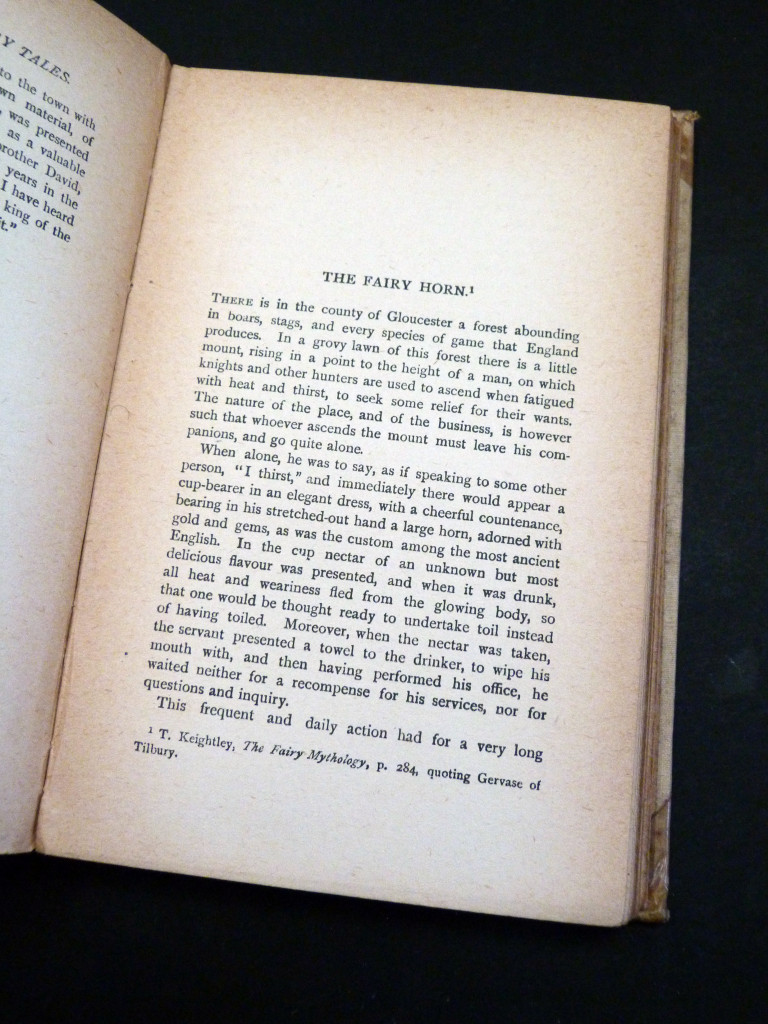 Y TALES.
to the town with
wn material, of
, was presented
as a valuable
rother David,
years in the
I have heard
king of the
it."
THE FAIRY HORN.¹
THERE is in the county of Gloucester a forest abounding
in boars, stags, and every species of game that England
produces. In a grovy lawn of this forest there is a little
mount, rising in a point to the height of a man, on which
knights and other hunters are used to ascend when fatigued
with heat and thirst, to seek some relief for their wants.
The nature of the place, and of the business, is however
such that whoever ascends the mount must leave his com-
panions, and go quite alone.
When alone, he was to say, as if speaking to some other
person, "I thirst," and immediately there would appear a
cup-bearer in an elegant dress, with a cheerful countenance,
bearing in his stretched-out hand a large horn, adorned with
gold and gems, as was the custom among the most ancient
English. In the cup nectar of an unknown but most
delicious flavour was presented, and when it was drunk,
all heat and weariness fled from the glowing body, so
that one would be thought ready to undertake toil instead
of having toiled. Moreover, when the nectar was taken,
the servant presented a towel to the drinker, to wipe his
mouth with, and then having performed his office, he
waited neither for a recompense for his services, nor for
questions and inquiry.
This frequent and daily action had for a very long
¹ T. Keightley, The Fairy Mythology, p. 284, quoting Gervase of
Tilbury.